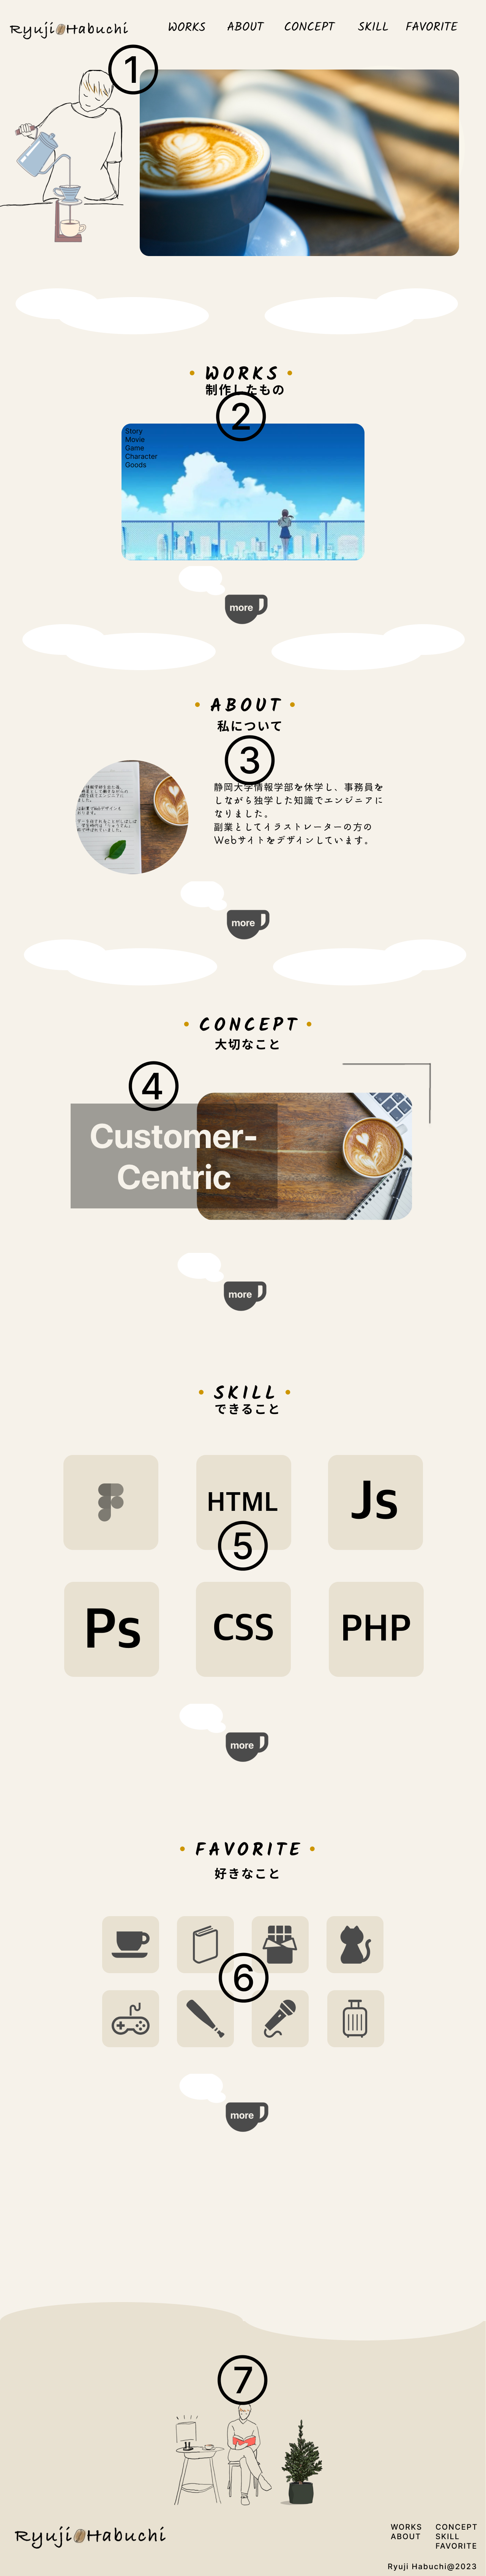 Ryuji Habuchi
WORKS ABOUT CONCEPT SKILL FAVORITE
①
WORKS
制作したもの
②
Story
Movie
Game
Character
Goods
more
ABOUT
私について
③
静岡大学情報学部を休学し、事務員を
しながら独学した知識でエンジニアに
なりました。
副業としてイラストレーターの方の
Webサイトをデザインしています。
more
CONCEPT
大切なこと
④
Customer-
Centric
more
SKILL
できること
HTML
Js
⑤
Ps
CSS
PHP
more
FAVORITE
好きなこと
⑥
more
⑦
Ryuji Habuchi
WORKS CONCEPT
ABOUT SKILL
FAVORITE
Ryuji Habuchi@2023